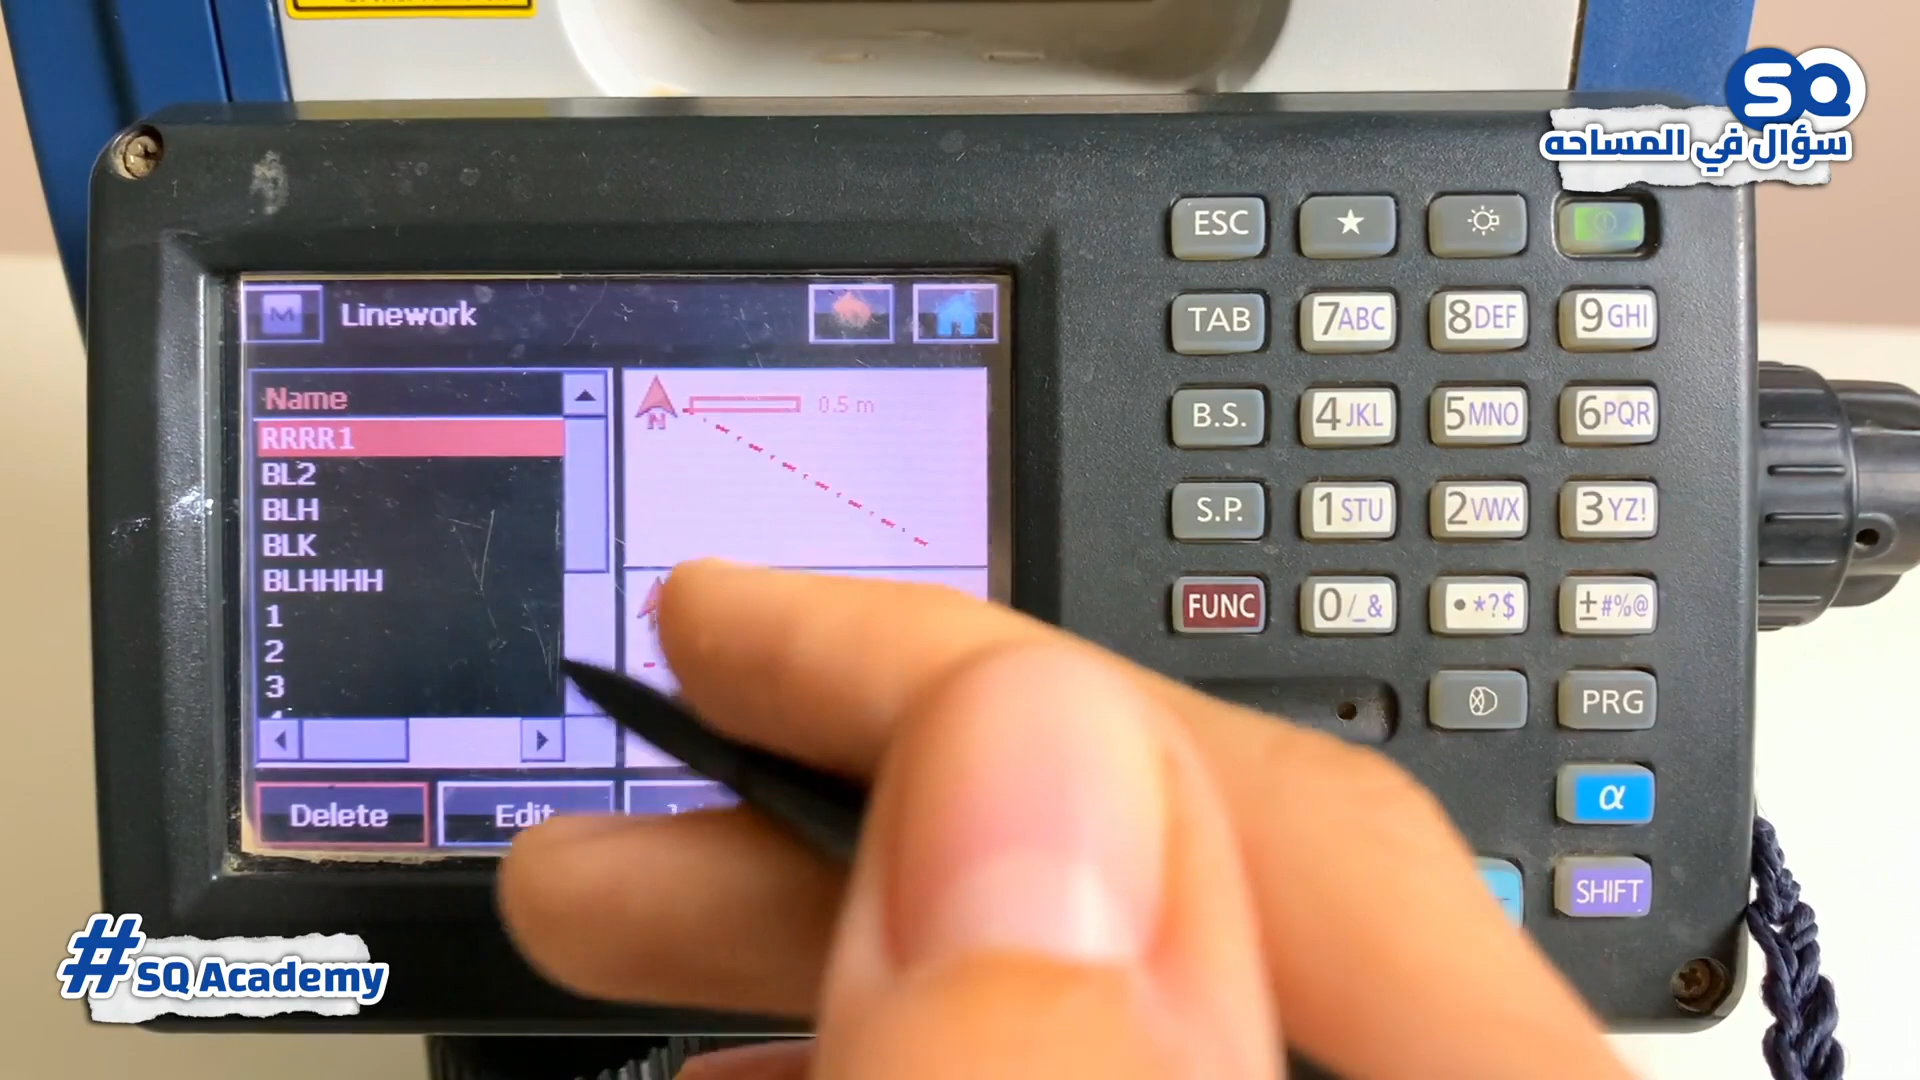 SQ
سؤال في المساحه
M Linework
Name
RRRR1
BL2
BLH
BLK
BLHHHH
1
2
3
N 0.5 m
Delete
Edit
ESC ★
TAB 7ABC 8DEF 9GHI
B.S. 4JKL 5MNO 6PQR
S.P. 1STU 2VWX 3YZ!
FUNC 0/_& •*?$ ±#%@
PRG
α
SHIFT
#SQ Academy